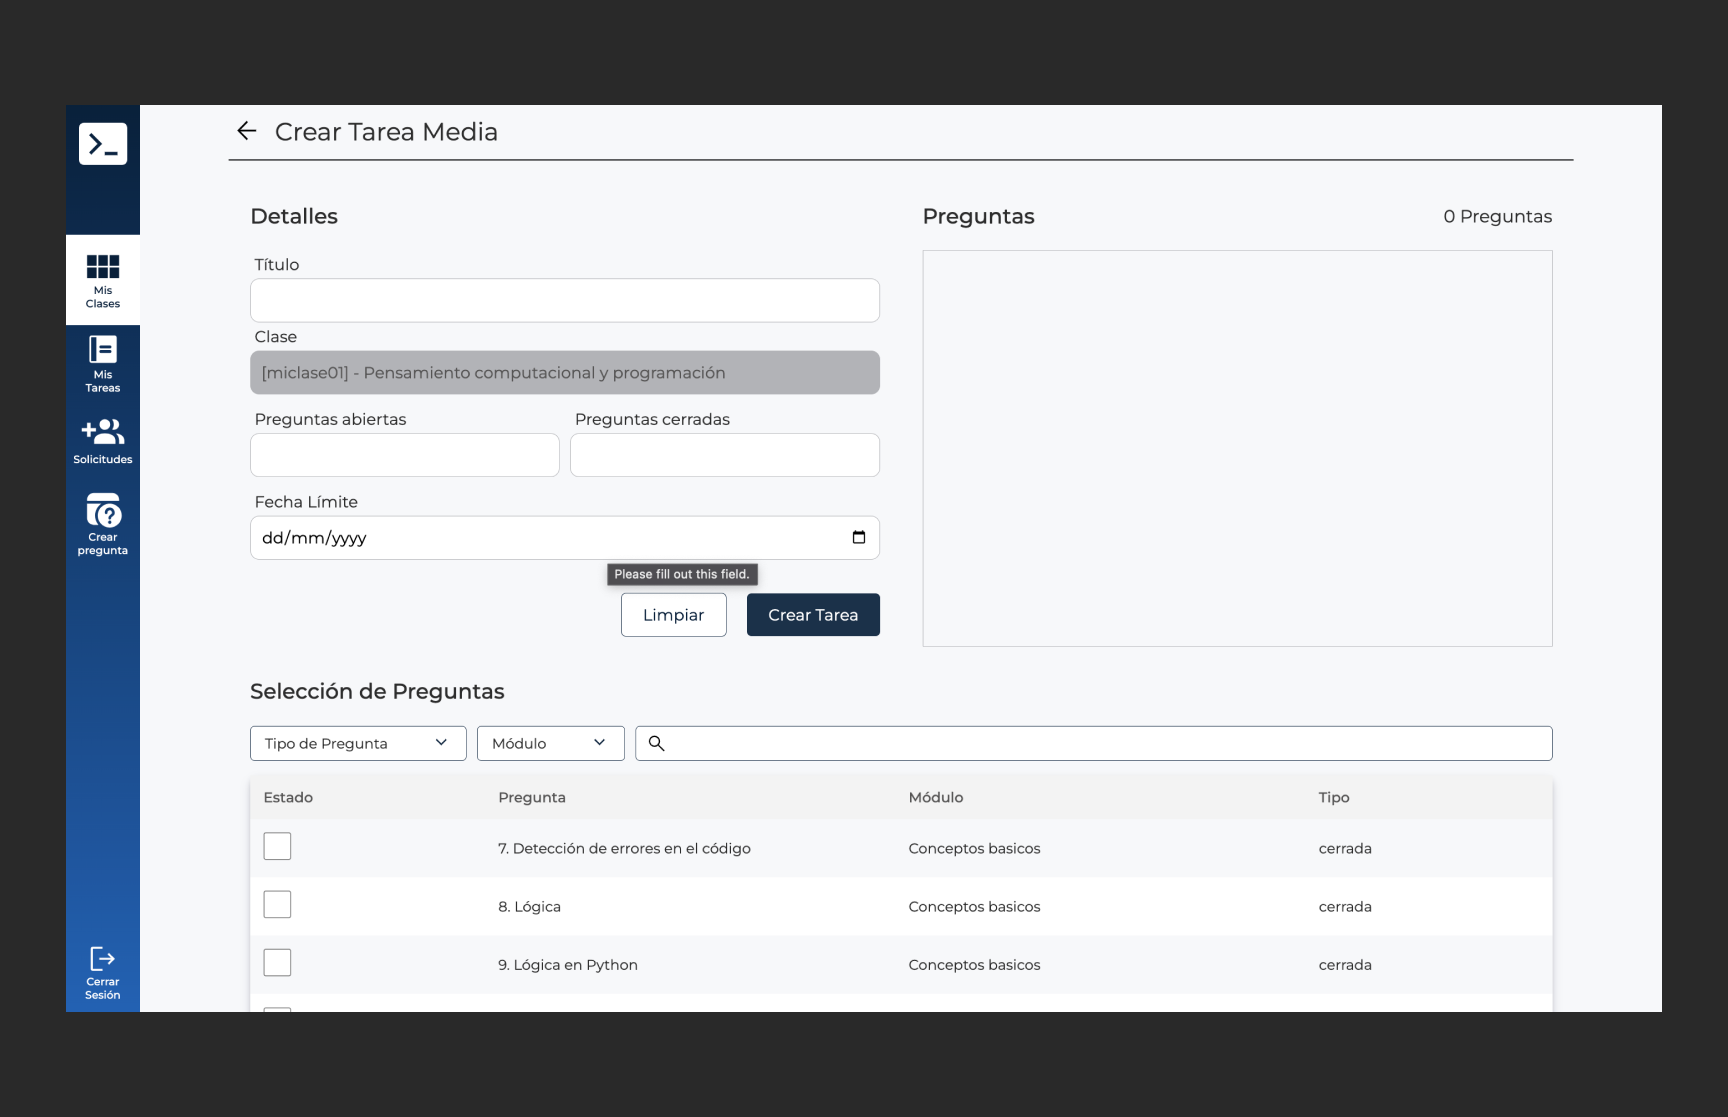 Crear Tarea Media
Mis
Clases
Mis
Tareas
Solicitudes
Crear
pregunta
Cerrar
Sesión
Detalles
Título
Clase
[miclase01] - Pensamiento computacional y programación
Preguntas abiertas
Preguntas cerradas
Fecha Límite
dd/mm/yyyy
Please fill out this field.
Limpiar
Crear Tarea
Preguntas
0 Preguntas
Selección de Preguntas
Tipo de Pregunta
Módulo
Estado Pregunta Módulo Tipo
7. Detección de errores en el código Conceptos basicos cerrada
8. Lógica Conceptos basicos cerrada
9. Lógica en Python Conceptos basicos cerrada